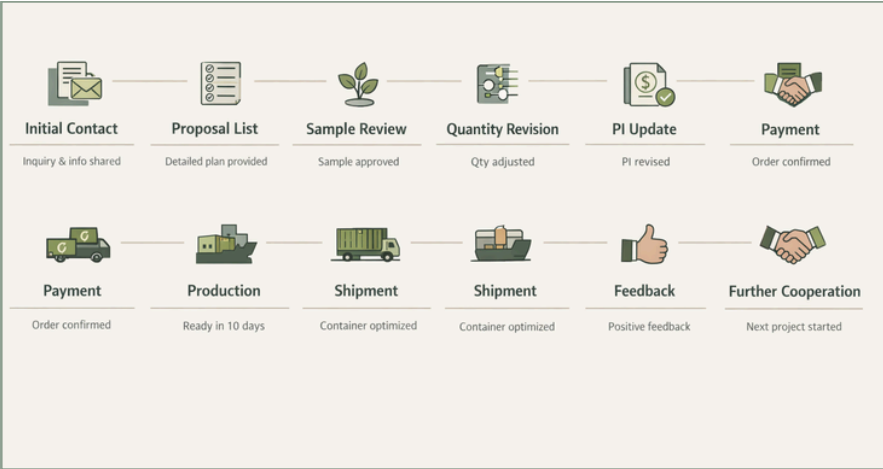 Initial Contact
Proposal List
Sample Review
Quantity Revision
PI Update
Payment
Inquiry & info shared
Detailed plan provided
Sample approved
Qty adjusted
PI revised
Order confirmed
Payment
Production
Shipment
Shipment
Feedback
Further Cooperation
Order confirmed
Ready in 10 days
Container optimized
Container optimized
Positive feedback
Next project started